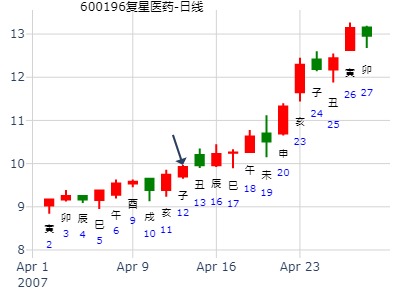 600196复星医药-日线
13
12
11
10
9
8
寅
2
卯
3
辰
4
巳
5
午
6
酉
9
戌
10
亥
11
子
12
丑
13
寅
16
巳
17
午
18
未
19
申
20
亥
23
子
24
丑
25
寅
26
卯
27
Apr 1
2007
Apr 9
Apr 16
Apr 23